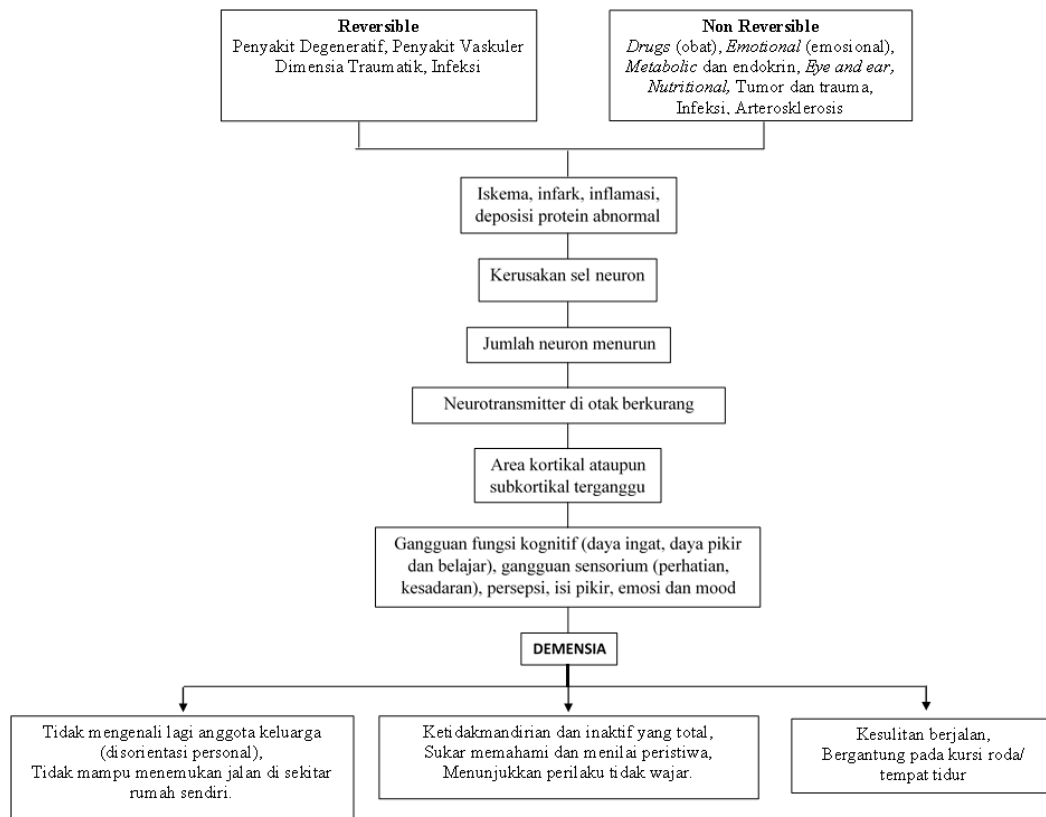 Reversible
Penyakit Degeneratif, Penyakit Vaskuler
Dimensia Traumatik, Infeksi
Non Reversible
Drugs (obat), Emotional (emosional),
Metabolic dan endokrin, Eye and ear,
Nutritional, Tumor dan trauma,
Infeksi, Arterosklerosis
Iskema, infark, inflamasi,
deposisi protein abnormal
Kerusakan sel neuron
Jumlah neuron menurun
Neurotransmitter di otak berkurang
Area kortikal ataupun
subkortikal terganggu
Gangguan fungsi kognitif (daya ingat, daya pikir
dan belajar), gangguan sensorium (perhatian,
kesadaran), persepsi, isi pikir, emosi dan mood
DEMENSIA
Tidak mengenali lagi anggota keluarga
(disorientasi personal),
Tidak mampu menemukan jalan di sekitar
rumah sendiri.
Ketidakmandirian dan inaktif yang total,
Sukar memahami dan menilai peristiwa,
Menunjukkan perilaku tidak wajar.
Kesulitan berjalan,
Bergantung pada kursi roda/
tempat tidur